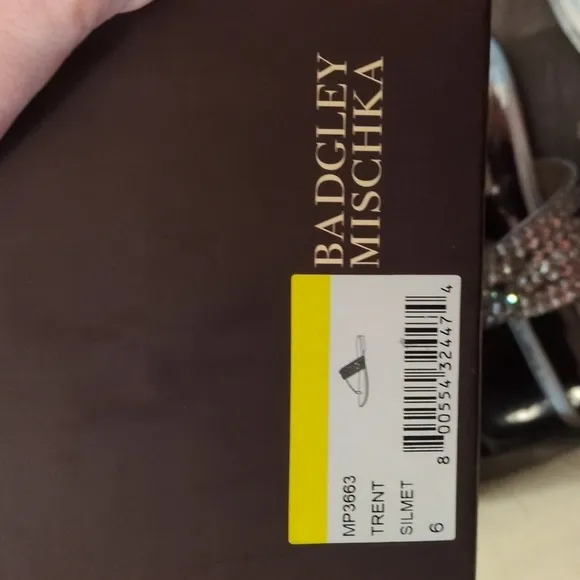 BADGLEY
MISCHKA
MP3663
TRENT
SILMET
6
8 00554 32447 4